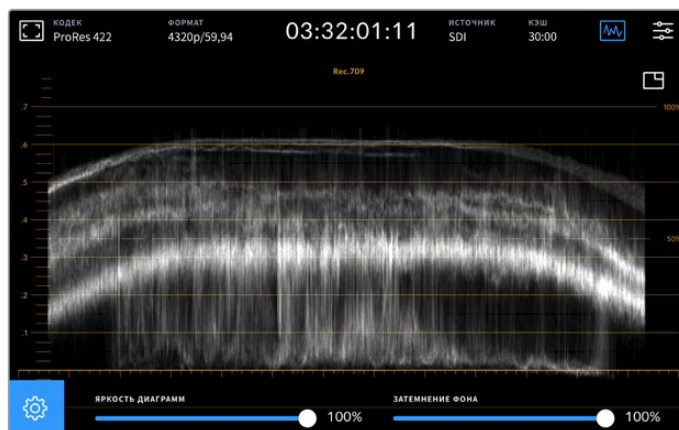 КОДЕК
ProRes 422
ФОРМАТ
4320p/59,94
03:32:01:11
ИСТОЧНИК
SDI
КЭШ
30:00
Rec.709
.7
100%
.6
.5
.4
50%
.3
.2
.1
ЯРКОСТЬ ДИАГРАММ
100%
ЗАТЕМНЕНИЕ ФОНА
100%